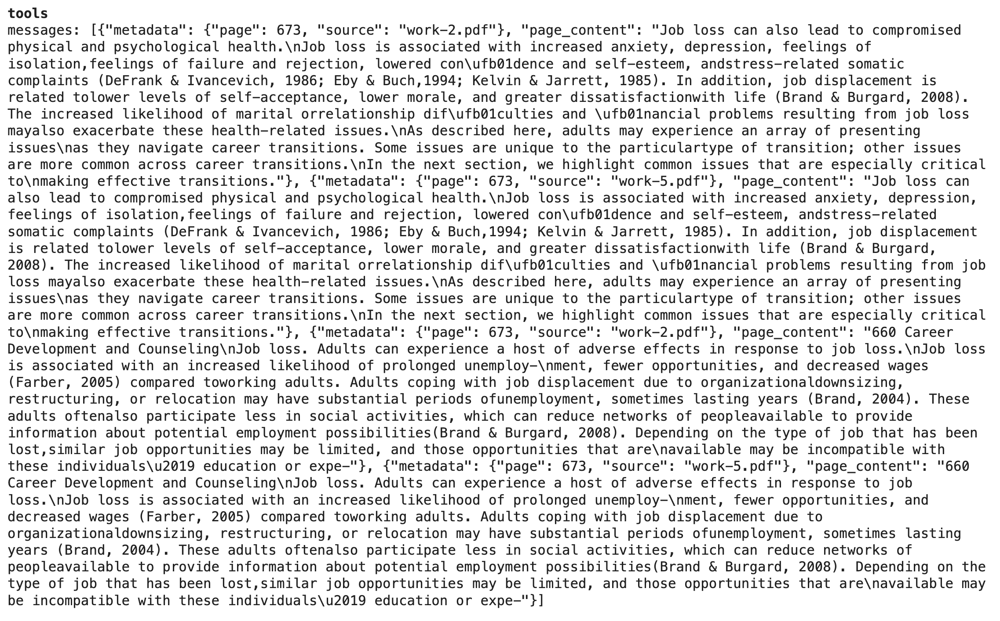 tools
messages: [{"metadata": {"page": 673, "source": "work-2.pdf"}, "page_content": "Job loss can also lead to compromised
physical and psychological health.\nJob loss is associated with increased anxiety, depression, feelings of
isolation,feelings of failure and rejection, lowered con\ufb01dence and self-esteem, andstress-related somatic
complaints (DeFrank & Ivancevich, 1986; Eby & Buch,1994; Kelvin & Jarrett, 1985). In addition, job displacement is
related tolower levels of self-acceptance, lower morale, and greater dissatisfactionwith life (Brand & Burgard, 2008).
The increased likelihood of marital orrelationship dif\ufb01culties and \ufb01nancial problems resulting from job loss
mayalso exacerbate these health-related issues.\nAs described here, adults may experience an array of presenting
issues\nas they navigate career transitions. Some issues are unique to the particulartype of transition; other issues
are more common across career transitions.\nIn the next section, we highlight common issues that are especially critical
to\nmaking effective transitions."}, {"metadata": {"page": 673, "source": "work-5.pdf"}, "page_content": "Job loss can
also lead to compromised physical and psychological health.\nJob loss is associated with increased anxiety, depression,
feelings of isolation,feelings of failure and rejection, lowered con\ufb01dence and self-esteem, andstress-related
somatic complaints (DeFrank & Ivancevich, 1986; Eby & Buch,1994; Kelvin & Jarrett, 1985). In addition, job displacement
is related tolower levels of self-acceptance, lower morale, and greater dissatisfactionwith life (Brand & Burgard,
2008). The increased likelihood of marital orrelationship dif\ufb01culties and \ufb01nancial problems resulting from job
loss mayalso exacerbate these health-related issues.\nAs described here, adults may experience an array of presenting
issues\nas they navigate career transitions. Some issues are unique to the particulartype of transition; other issues
are more common across career transitions.\nIn the next section, we highlight common issues that are especially critical
to\nmaking effective transitions."}, {"metadata": {"page": 673, "source": "work-2.pdf"}, "page_content": "660 Career
Development and Counseling\nJob loss. Adults can experience a host of adverse effects in response to job loss.\nJob loss
is associated with an increased likelihood of prolonged unemploy-\nment, fewer opportunities, and decreased wages
(Farber, 2005) compared toworking adults. Adults coping with job displacement due to organizationaldownsizing,
restructuring, or relocation may have substantial periods ofunemployment, sometimes lasting years (Brand, 2004). These
adults oftenalso participate less in social activities, which can reduce networks of peopleavailable to provide
information about potential employment possibilities(Brand & Burgard, 2008). Depending on the type of job that has been
lost,similar job opportunities may be limited, and those opportunities that are\navailable may be incompatible with
these individuals\u2019 education or expe-"}, {"metadata": {"page": 673, "source": "work-5.pdf"}, "page_content": "660
Career Development and Counseling\nJob loss. Adults can experience a host of adverse effects in response to job
loss.\nJob loss is associated with an increased likelihood of prolonged unemploy-\nment, fewer opportunities, and
decreased wages (Farber, 2005) compared toworking adults. Adults coping with job displacement due to
organizationaldownsizing, restructuring, or relocation may have substantial periods ofunemployment, sometimes lasting
years (Brand, 2004). These adults oftenalso participate less in social activities, which can reduce networks of
peopleavailable to provide information about potential employment possibilities(Brand & Burgard, 2008). Depending on the
type of job that has been lost,similar job opportunities may be limited, and those opportunities that are\navailable may
be incompatible with these individuals\u2019 education or expe-"}]